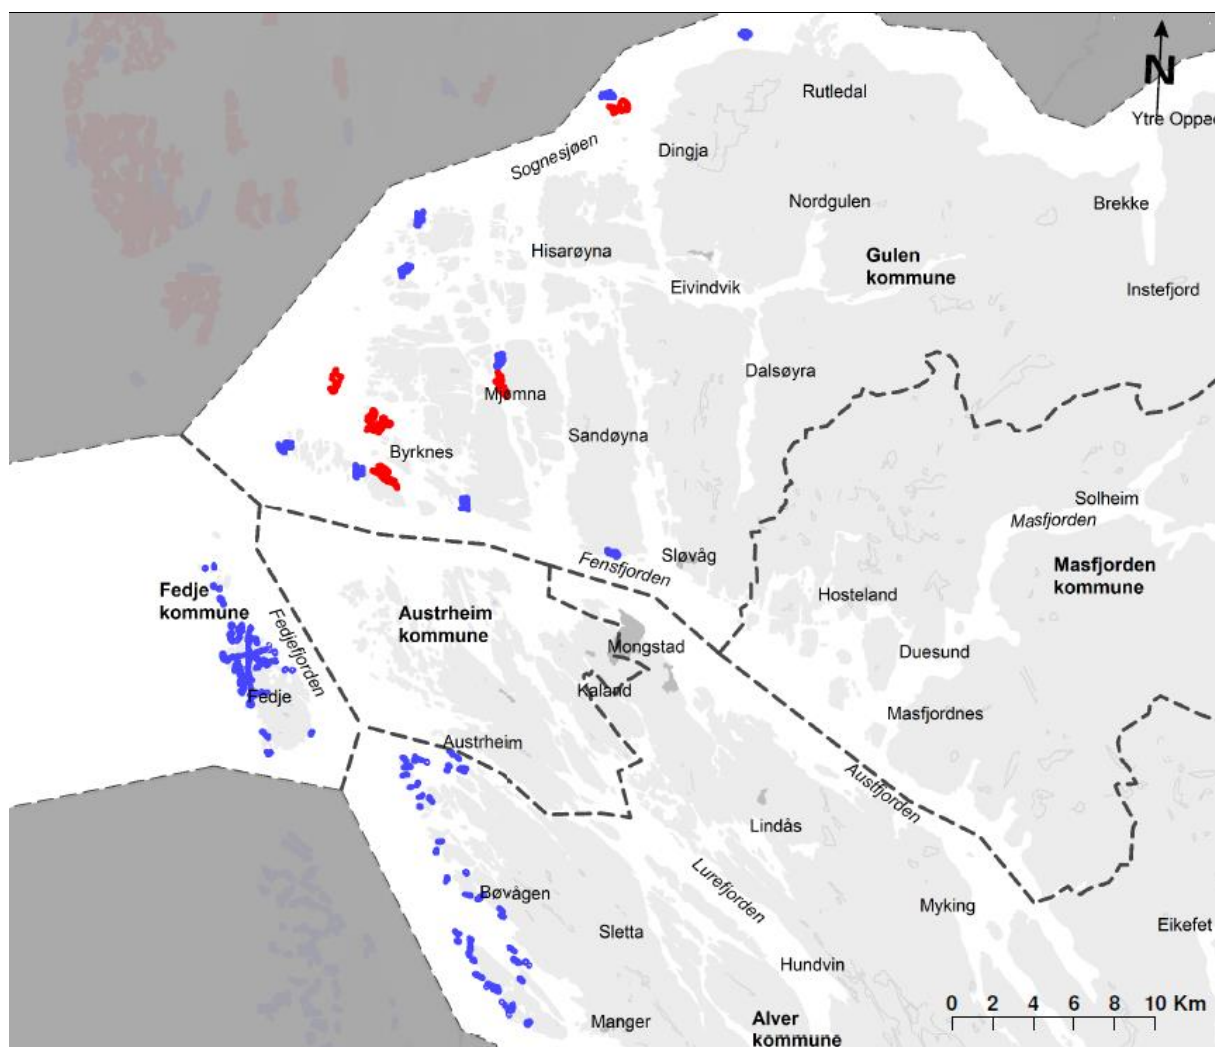 N
Rutledal
Ytre Oppe
Sognesjøen
Dingja
Nordgulen
Brekke
Hisarøyna
Gulen
kommune
Eivindvik
Instefjord
Dalsøyra
Mjømna
Sandøyna
Byrknes
Solheim
Masfjorden
Fensfjorden
Sløvåg
Masfjorden
kommune
Fedje
kommune
Austrheim
kommune
Hosteland
Fedjefjorden
Mongstad
Duesund
Kaland
Fedje
Masfjordnes
Austrheim
Austfjorden
Lindås
Lurefjorden
Bøvågen
Myking
Sletta
Eikefet
Hundvin
0 2 4 6 8 10 Km
Manger
Alver
kommune